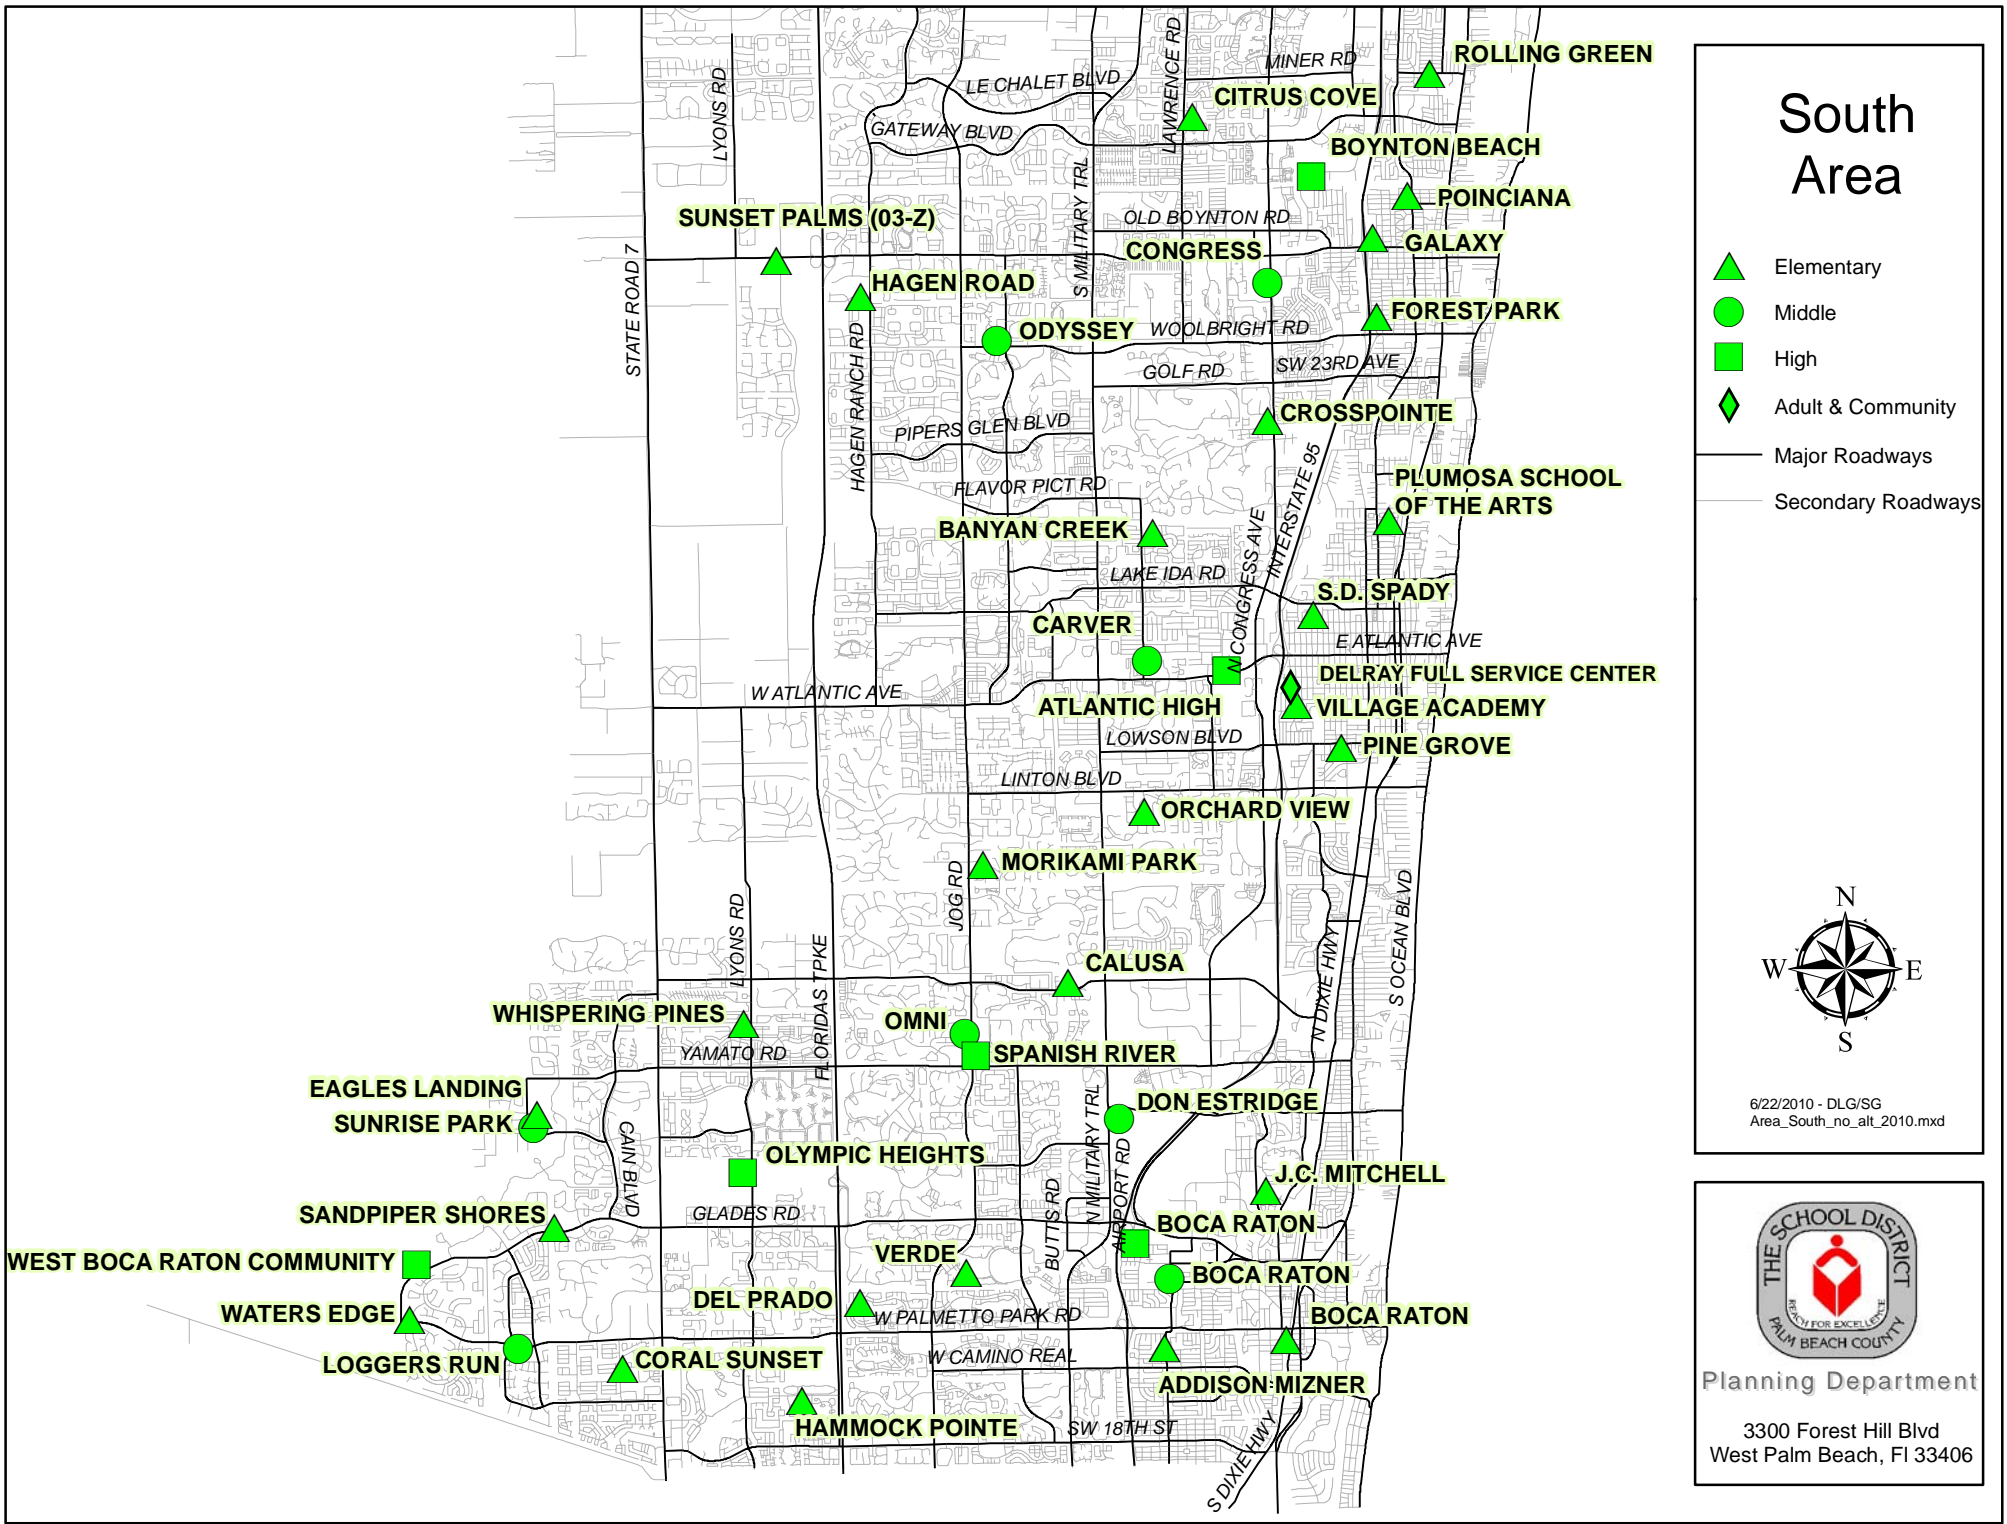 ROLLING GREEN
MINER RD
LAWRENCE RD
LE CHALET BLVD
LYONS RD
CITRUS COVE
GATEWAY BLVD
BOYNTON BEACH
S MILITARY TRL
POINCIANA
SUNSET PALMS (03-Z)
OLD BOYNTON RD
CONGRESS
GALAXY
STATE ROAD 7
HAGEN ROAD
ODYSSEY
WOOLBRIGHT RD
FOREST PARK
HAGEN RANCH RD
GOLF RD
SW 23RD AVE
CROSSPOINTE
PIPERS GLEN BLVD
INTERSTATE 95
PLUMOSA SCHOOL
OF THE ARTS
FLAVOR PICT RD
BANYAN CREEK
N CONGRESS AVE
LAKE IDA RD
S.D. SPADY
CARVER
E ATLANTIC AVE
DELRAY FULL SERVICE CENTER
W ATLANTIC AVE
ATLANTIC HIGH
VILLAGE ACADEMY
LOWSON BLVD
PINE GROVE
LINTON BLVD
ORCHARD VIEW
MORIKAMI PARK
JOG RD
LYONS RD
FLORIDAS TPKE
S OCEAN BLVD
N DIXIE HWY
CALUSA
WHISPERING PINES
OMNI
YAMATO RD
SPANISH RIVER
EAGLES LANDING
SUNRISE PARK
DON ESTRIDGE
N MILITARY TRL
AIRPORT RD
CAIN BLVD
OLYMPIC HEIGHTS
J.C. MITCHELL
BUTTS RD
SANDPIPER SHORES
GLADES RD
BOCA RATON
WEST BOCA RATON COMMUNITY
VERDE
BOCA RATON
WATERS EDGE
DEL PRADO
W PALMETTO PARK RD
BOCA RATON
LOGGERS RUN
CORAL SUNSET
W CAMINO REAL
ADDISON MIZNER
HAMMOCK POINTE
SW 18TH ST
S DIXIE HWY
South
Area
Elementary
Middle
High
Adult & Community
Major Roadways
Secondary Roadways
N
W E
S
6/22/2010 - DLG/SG
Area_South_no_alt_2010.mxd
THE SCHOOL DISTRICT
REACH FOR EXCELLENCE
PALM BEACH COUNTY
Planning Department
3300 Forest Hill Blvd
West Palm Beach, Fl 33406